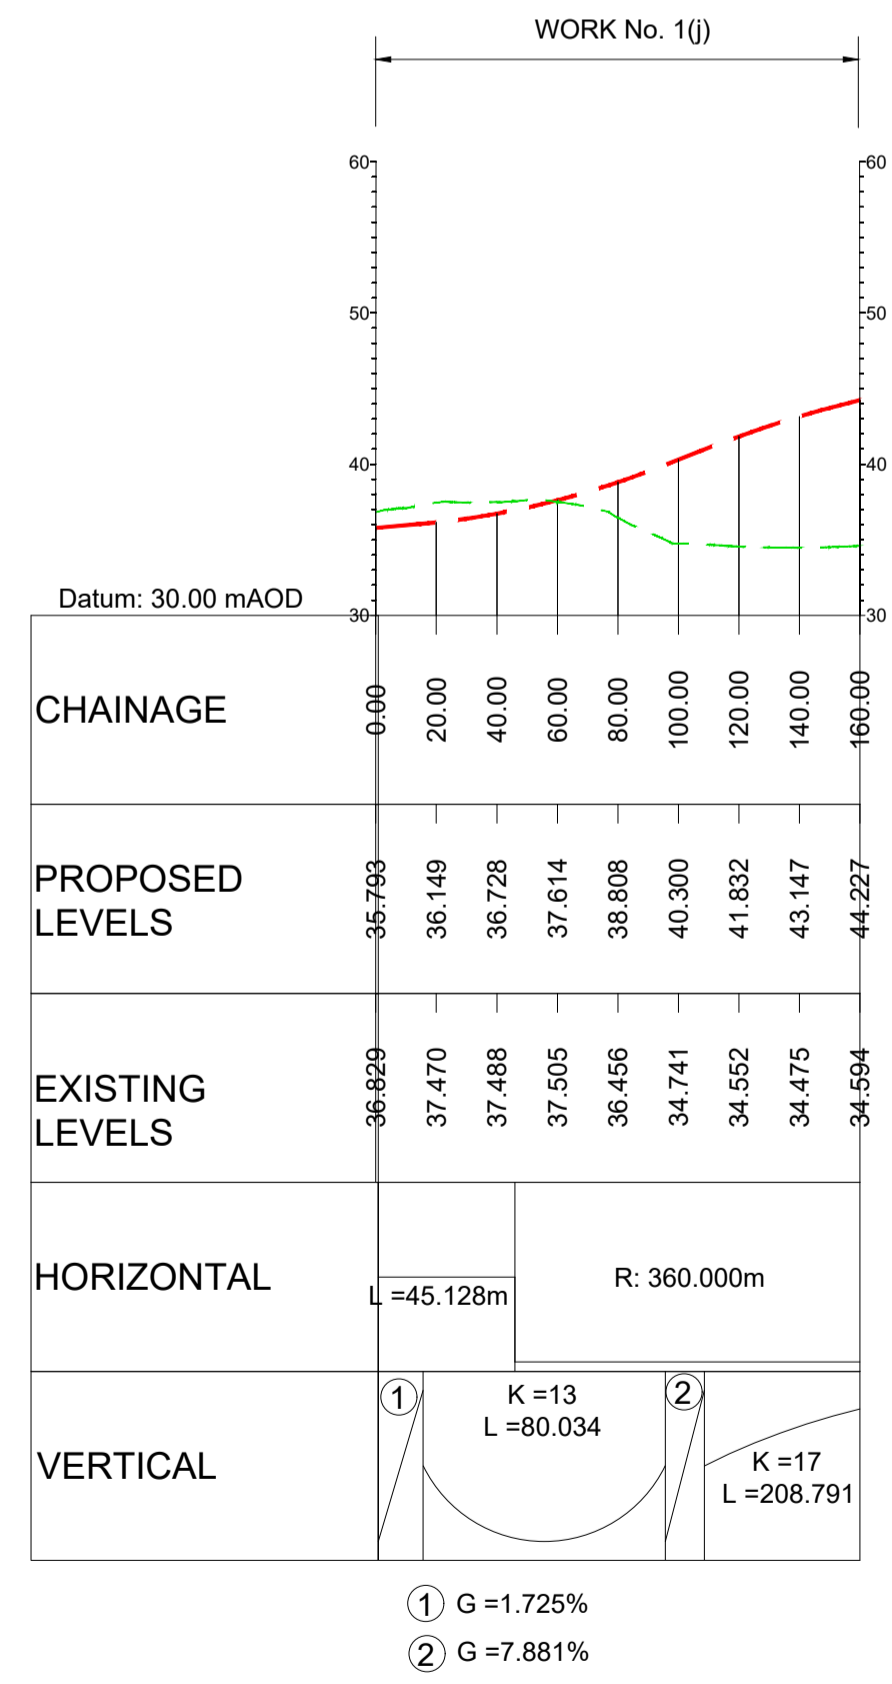 WORK No. 1(j)
60 60
50 50
40 40
Datum: 30.00 mAOD
30 30
CHAINAGE
0.00 20.00 40.00 60.00 80.00 100.00 120.00 140.00 160.00
PROPOSED
LEVELS
35.793 36.149 36.728 37.614 38.808 40.300 41.832 43.147 44.227
EXISTING
LEVELS
36.829 37.470 37.488 37.505 36.456 34.741 34.552 34.475 34.594
HORIZONTAL
L =45.128m
R: 360.000m
VERTICAL
1
K =13
L =80.034
2
K =17
L =208.791
1 G =1.725%
2 G =7.881%